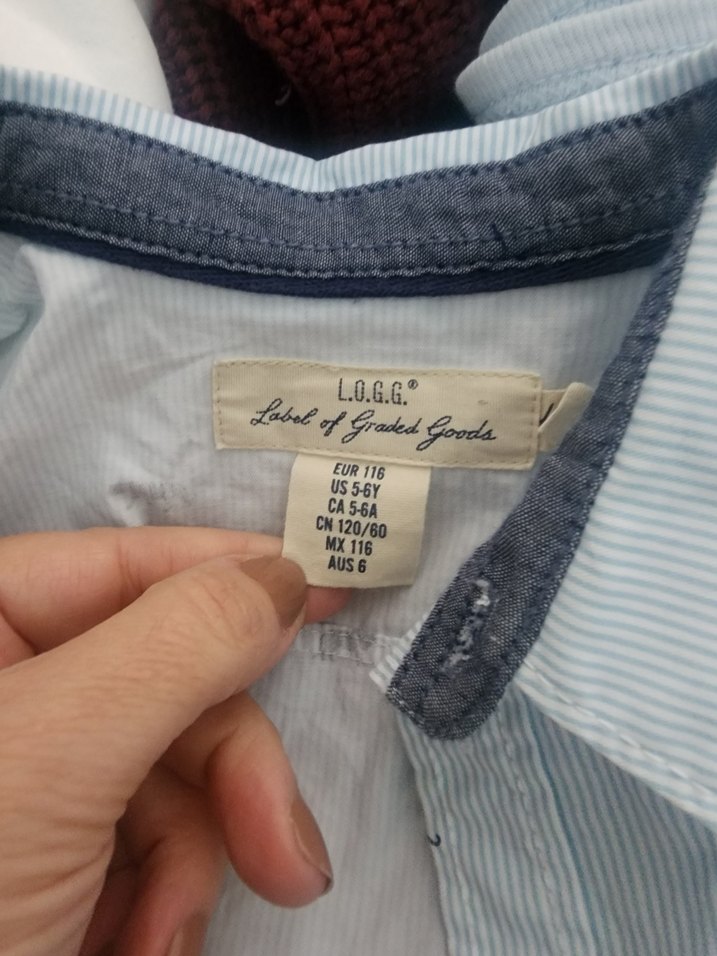 L.O.G.G.®
Label of Graded Goods
EUR 116
US 5-6Y
CA 5-6A
CN 120/60
MX 116
AUS 6